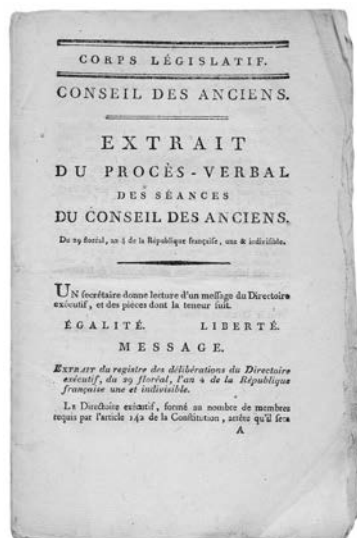 CORPS LÉGISLATIF.
CONSEIL DES ANCIENS.
EXTRAIT
DU PROCÈS-VERBAL
DES SÉANCES
DU CONSEIL DES ANCIENS.
Du 29 floréal, an 4 de la République française, une & indivisible.
UN secrétaire donne lecture d'un message du Directoire
exécutif, et des pièces dont la teneur suit.
ÉGALITÉ. LIBERTÉ.
MESSAGE.
EXTRAIT du registre des délibérations du Directoire
exécutif, du 29 floréal, l'an 4 de la République
française une et indivisible.
LE Directoire exécutif, formé au nombre de membres
requis par l'article 142 de la Constitution, arrête qu'il sera
A